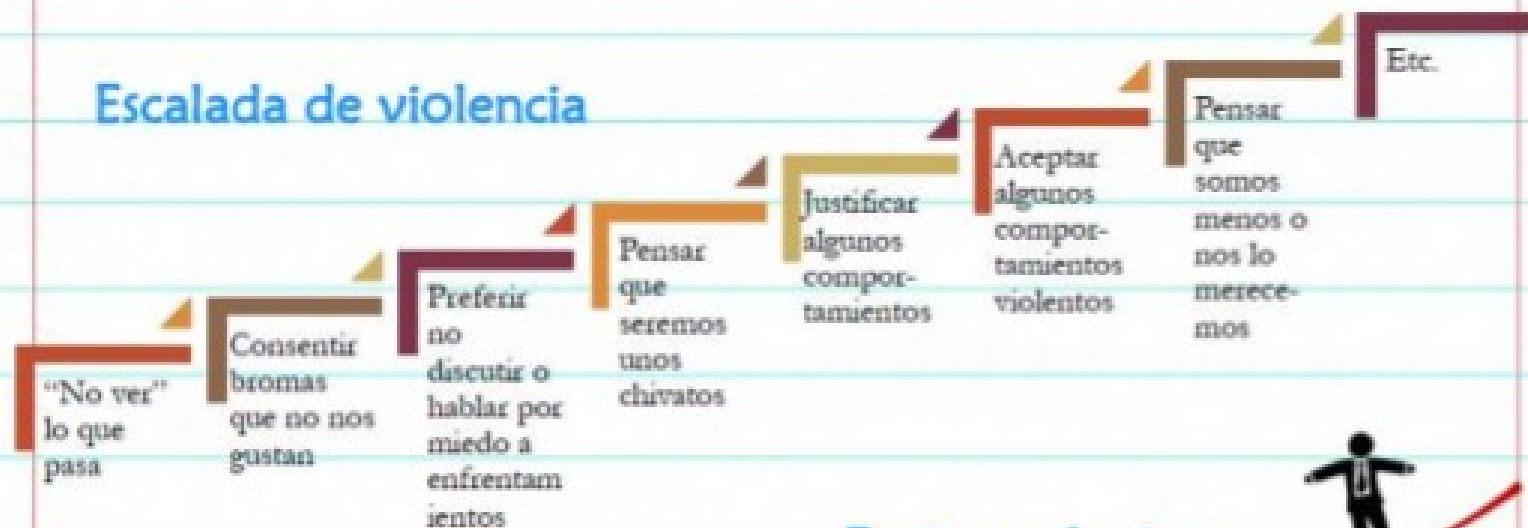 Escalada de violencia
"No ver"
lo que
pasa
Consentir
bromas
que no nos
gustan
Preferir
no
discutir o
hablar por
miedo a
enfrentam
ientos
Pensar
que
seremos
unos
chivatos
Justificar
algunos
compor-
tamientos
Aceptar
algunos
compor-
tamientos
violentos
Pensar
que
somos
menos o
nos lo
merece-
mos
Etc.